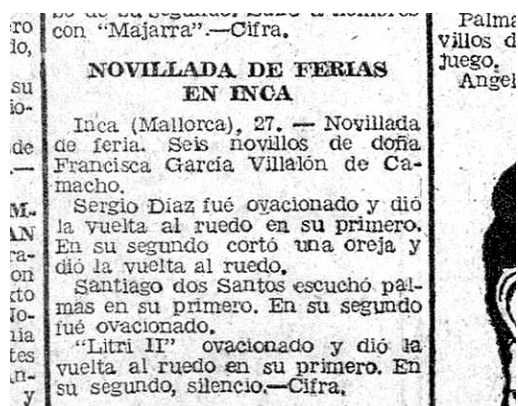 con "Majarra".—Cifra.
NOVILLADA DE FERIAS
EN INCA
Inca (Mallorca), 27. — Novillada
de feria. Seis novillos de doña
Francisca García Villalón de Ca-
macho.
Sergio Díaz fué ovacionado y dió
la vuelta al ruedo en su primero.
En su segundo cortó una oreja y
dió la vuelta al ruedo.
Santiago dos Santos escuchó pal-
mas en su primero. En su segundo
fué ovacionado.
"Litri II" ovacionado y dió la
vuelta al ruedo en su primero. En
su segundo, silencio.—Cifra.
Palma
villos d
juego.
Angel